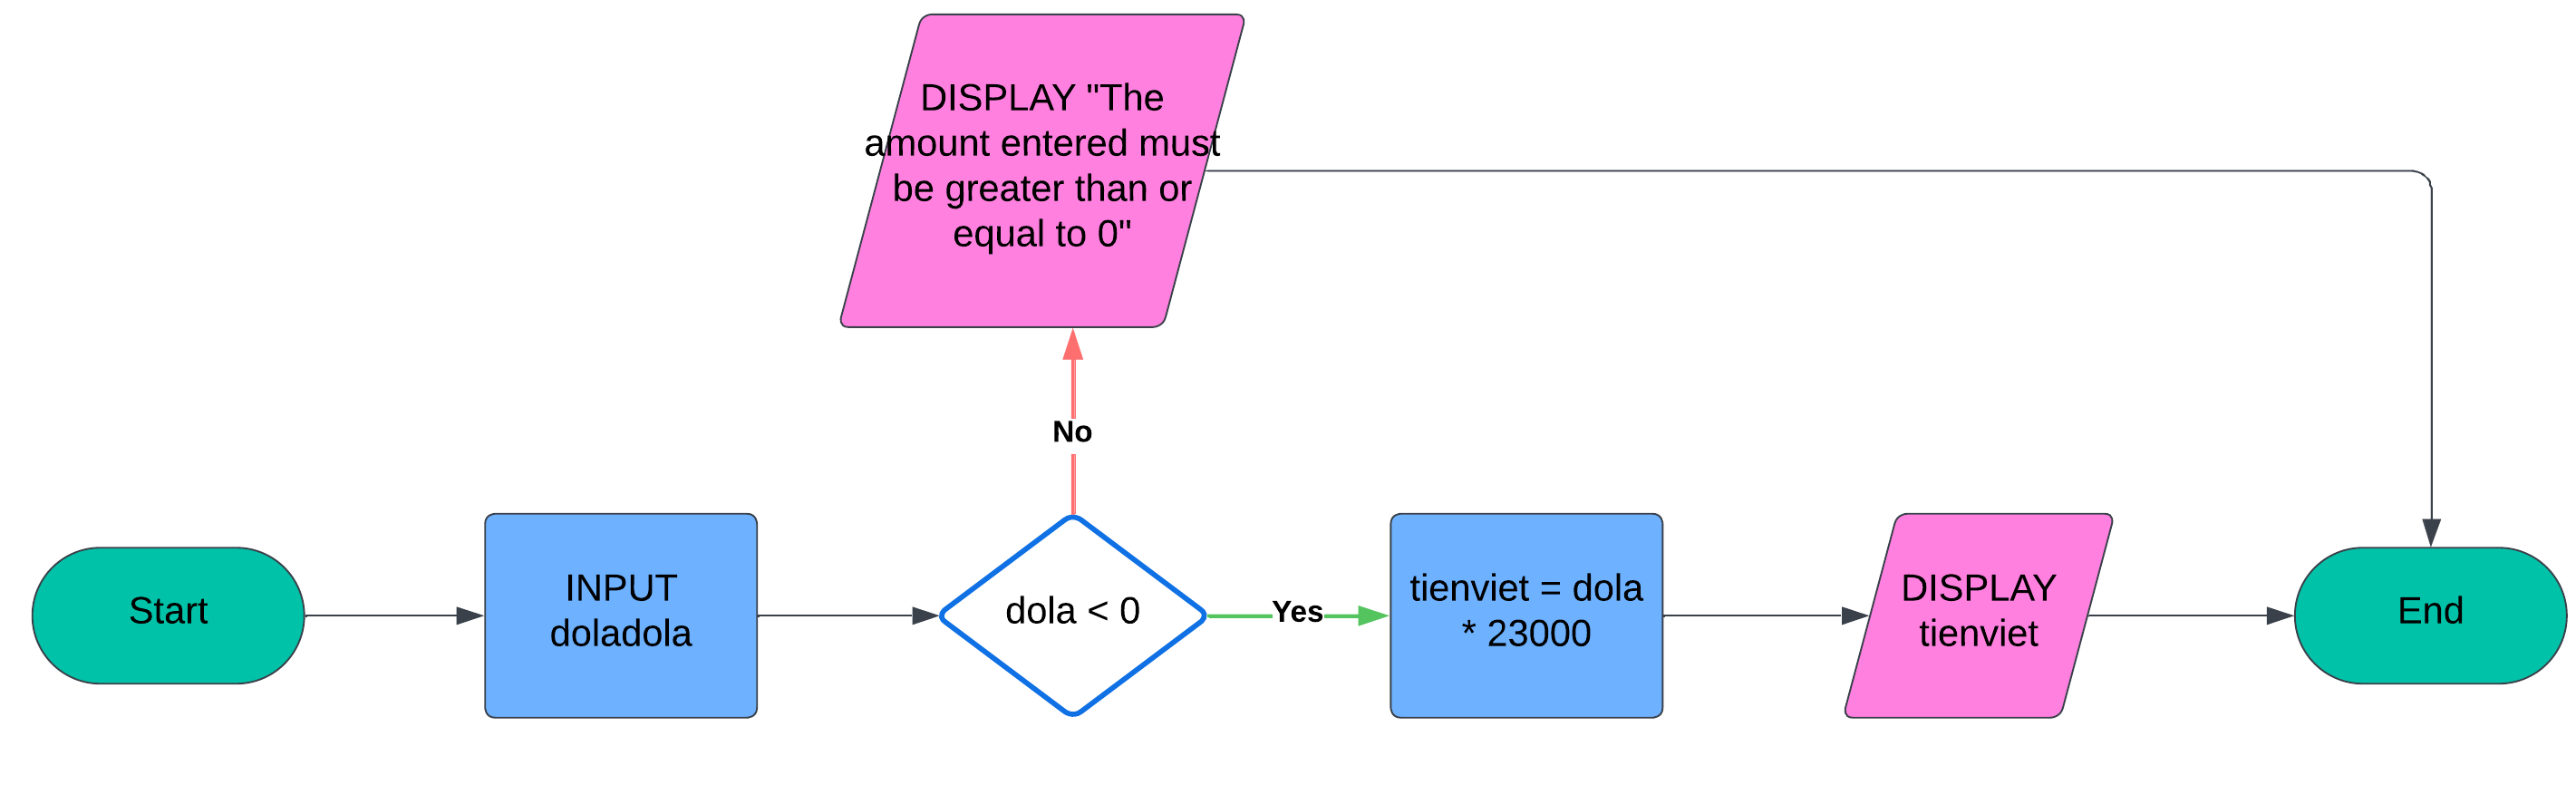 DISPLAY "The
amount entered must
be greater than or
equal to 0"
No
Start
INPUT
doladola
dola < 0
Yes
tienviet = dola
* 23000
DISPLAY
tienviet
End